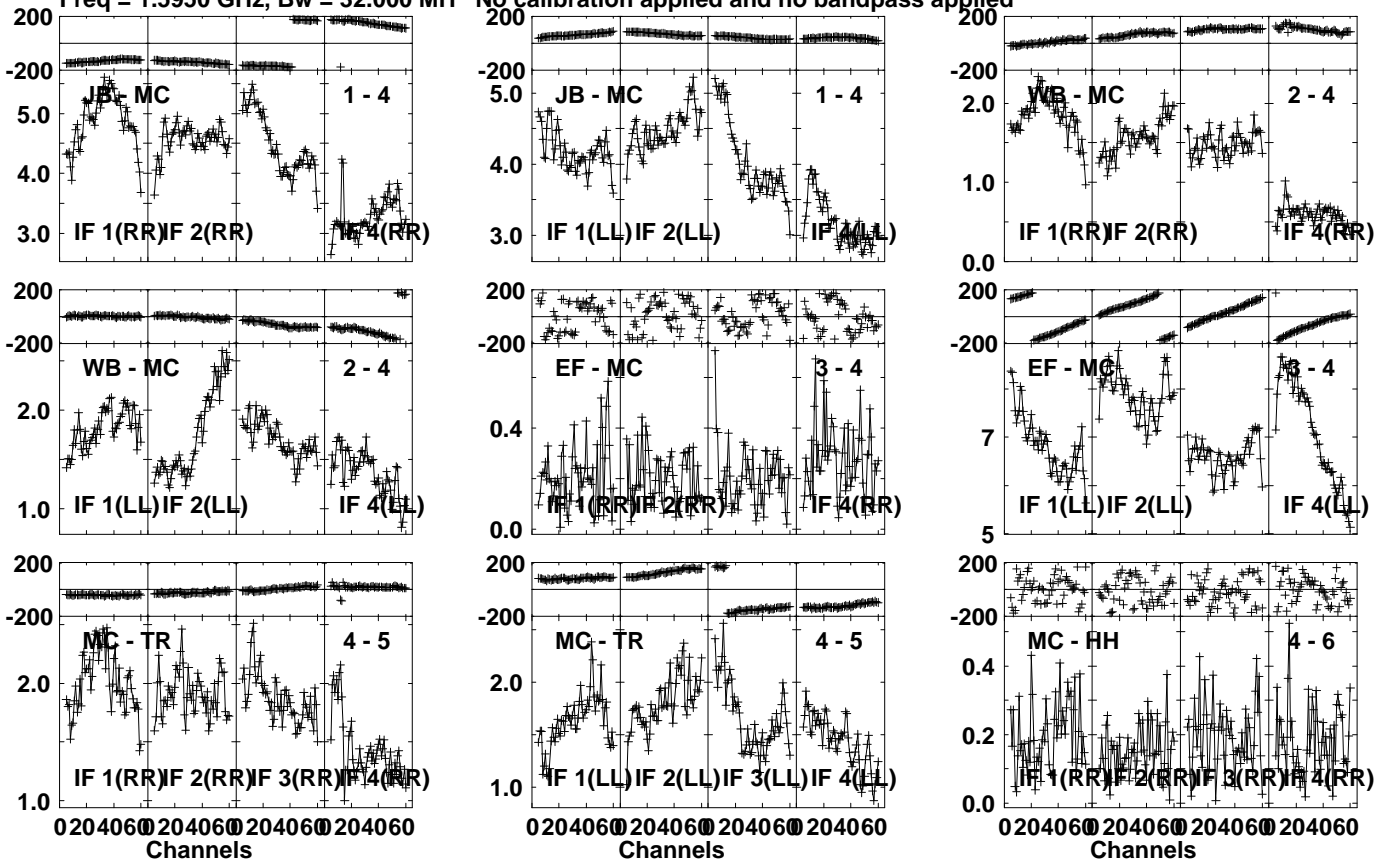 Freq = 1.5950 GHz, Bw = 32.000 MH No calibration applied and no bandpass applied
200
-200
JB - MC 1 - 4
5.0
4.0
3.0
IF 1(RR) IF 2(RR) IF 4(RR)
200
-200
JB - MC 1 - 4
5.0
4.0
3.0
IF 1(LL) IF 2(LL) IF 4(LL)
200
-200
WB - MC 2 - 4
2.0
1.0
0.0
IF 1(RR) IF 2(RR) IF 4(RR)
200
-200
WB - MC 2 - 4
2.0
1.0
IF 1(LL) IF 2(LL) IF 4(LL)
200
-200
EF - MC 3 - 4
0.4
0.0
IF 1(RR) IF 2(RR) IF 4(RR)
200
-200
EF - MC 3 - 4
7
5
IF 1(LL) IF 2(LL) IF 4(LL)
200
-200
MC - TR 4 - 5
2.0
1.0
IF 1(RR) IF 2(RR) IF 3(RR) IF 4(RR)
0 20 40 60 0 20 40 60 0 20 40 60 0 20 40 60
Channels
200
-200
MC - TR 4 - 5
2.0
1.0
IF 1(LL) IF 2(LL) IF 3(LL) IF 4(LL)
0 20 40 60 0 20 40 60 0 20 40 60 0 20 40 60
Channels
200
-200
MC - HH 4 - 6
0.4
0.2
0.0
IF 1(RR) IF 2(RR) IF 3(RR) IF 4(RR)
0 20 40 60 0 20 40 60 0 20 40 60 0 20 40 60
Channels